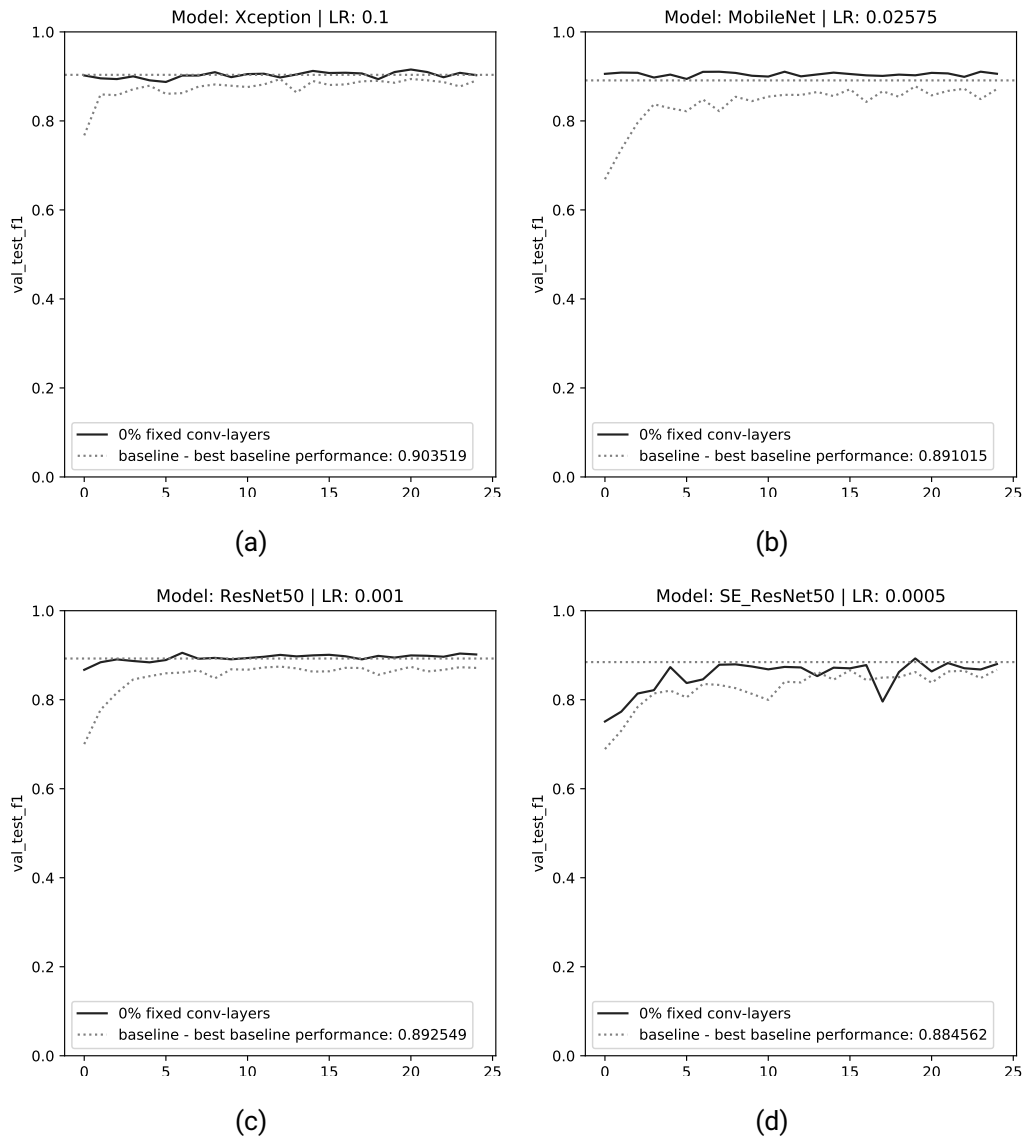 Model: Xception | LR: 0.1
1.0
0.8
0.6
0.4
0.2
0.0
val_test_f1
0% fixed conv-layers
baseline - best baseline performance: 0.903519
0 5 10 15 20 25
(a)
Model: MobileNet | LR: 0.02575
1.0
0.8
0.6
0.4
0.2
0.0
val_test_f1
0% fixed conv-layers
baseline - best baseline performance: 0.891015
0 5 10 15 20 25
(b)
Model: ResNet50 | LR: 0.001
1.0
0.8
0.6
0.4
0.2
0.0
val_test_f1
0% fixed conv-layers
baseline - best baseline performance: 0.892549
0 5 10 15 20 25
(c)
Model: SE_ResNet50 | LR: 0.0005
1.0
0.8
0.6
0.4
0.2
0.0
val_test_f1
0% fixed conv-layers
baseline - best baseline performance: 0.884562
0 5 10 15 20 25
(d)